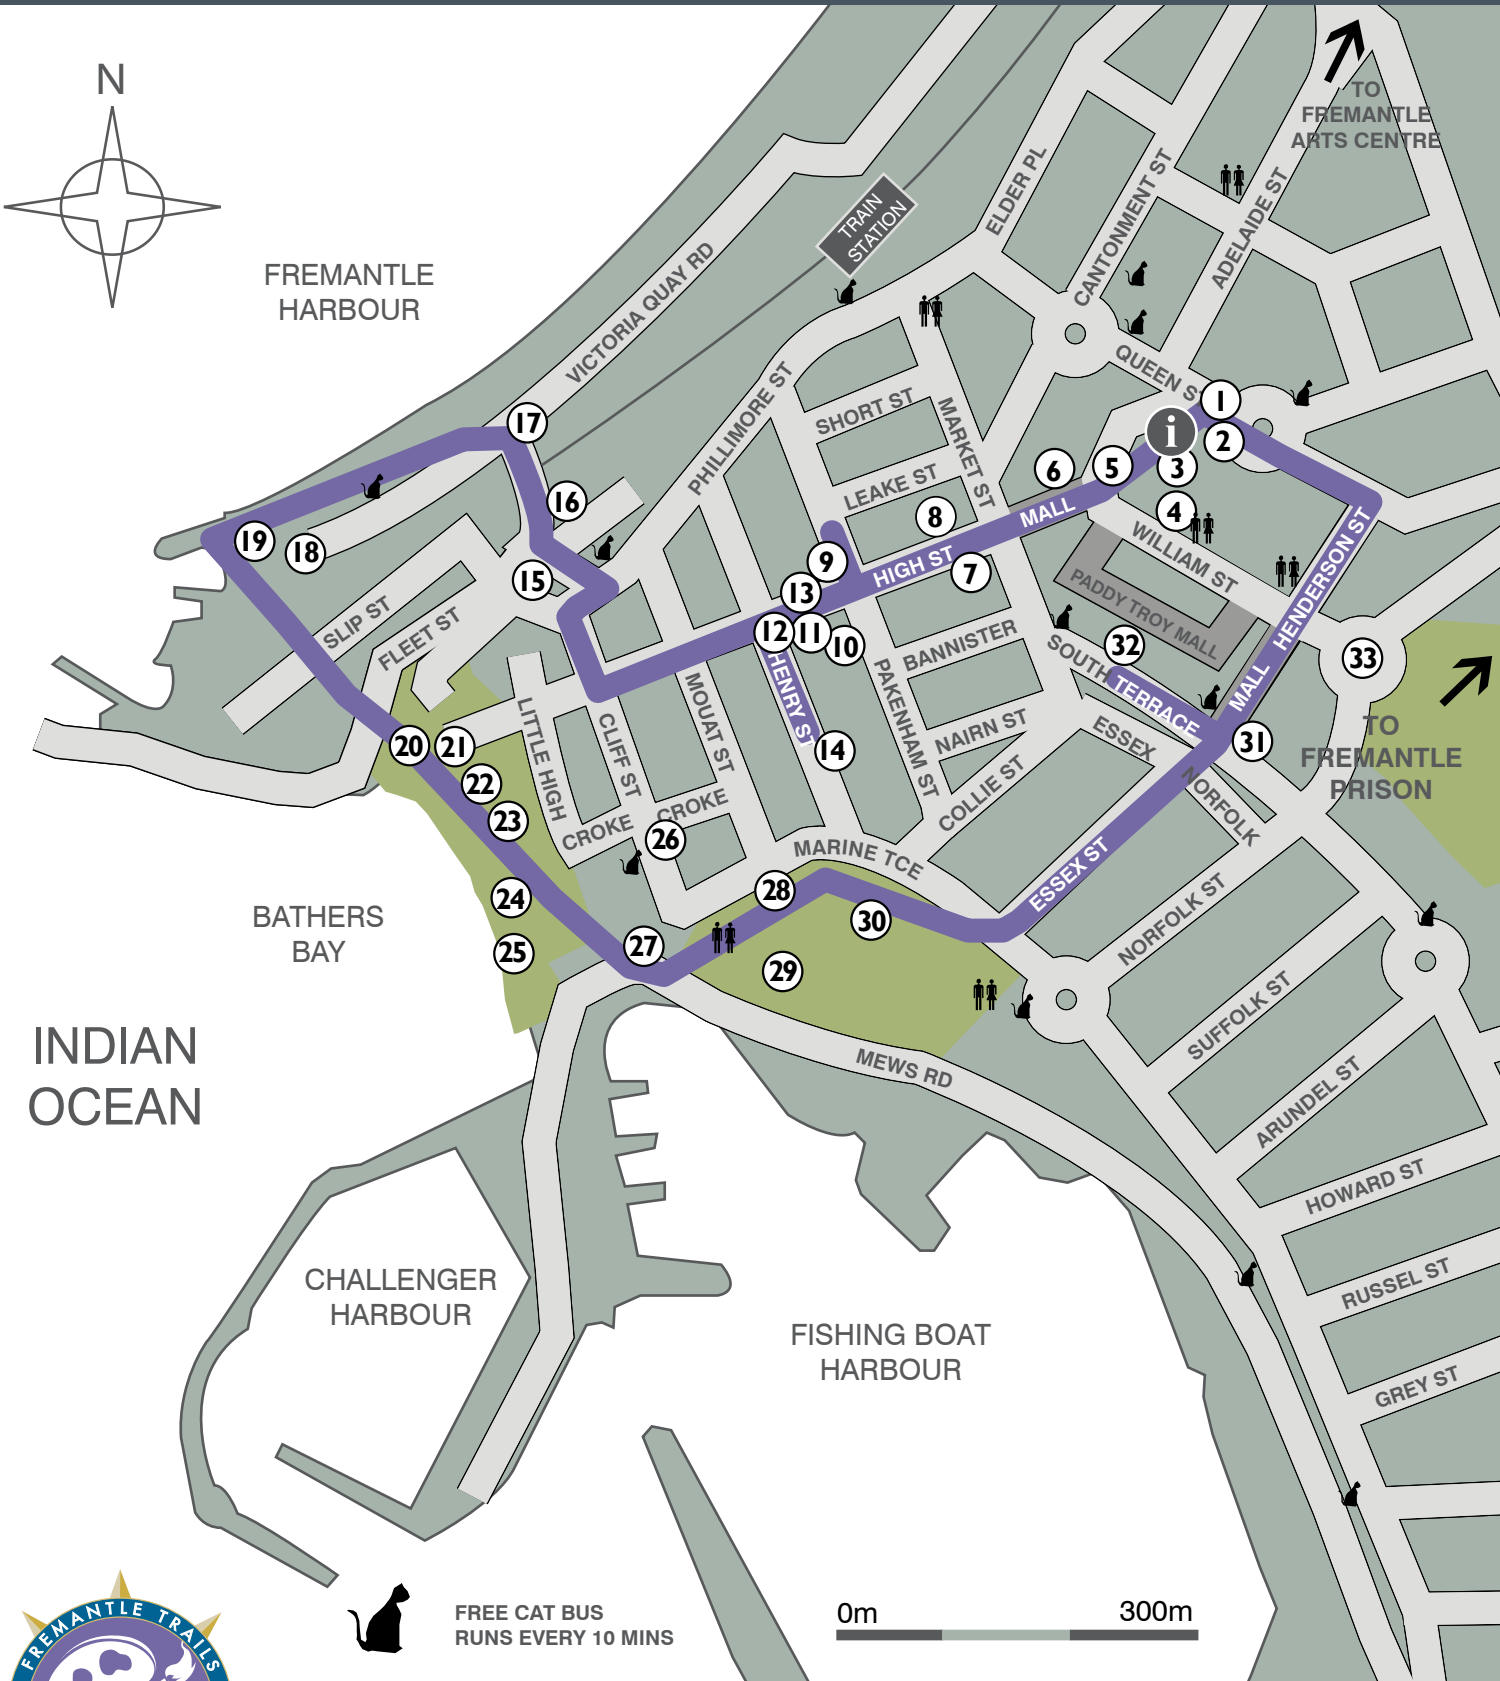 N
TO
FREMANTLE
ARTS CENTRE
FREMANTLE
HARBOUR
TRAIN
STATION
ELDER PL
CANTONMENT ST
ADELAIDE ST
VICTORIA QUAY RD
QUEEN S
PHILLIMORE ST
SHORT ST
MARKET ST
LEAKE ST
1
i
2
3
4
5
6
7
8
9
10
11
12
13
14
15
16
17
18
19
MALL
HIGH ST
WILLIAM ST
PADDY TROY MALL
HENDERSON ST
MALL
SLIP ST
FLEET ST
BANNISTER
SOUTH
TERRACE
32
33
HENRY ST
PAKENHAM ST
MOUAT ST
LITTLE HIGH
CLIFF ST
NAIRN ST
ESSEX
COLLIE ST
NORFOLK
31
TO
FREMANTLE
PRISON
20
21
22
23
24
25
26
27
28
29
30
CROKE
CROKE
MARINE TCE
ESSEX ST
NORFOLK ST
SUFFOLK ST
ARUNDEL ST
HOWARD ST
RUSSEL ST
GREY ST
MEWS RD
BATHERS
BAY
INDIAN
OCEAN
CHALLENGER
HARBOUR
FISHING BOAT
HARBOUR
FREE CAT BUS
RUNS EVERY 10 MINS
0m
300m
FREMANTLE TRAILS